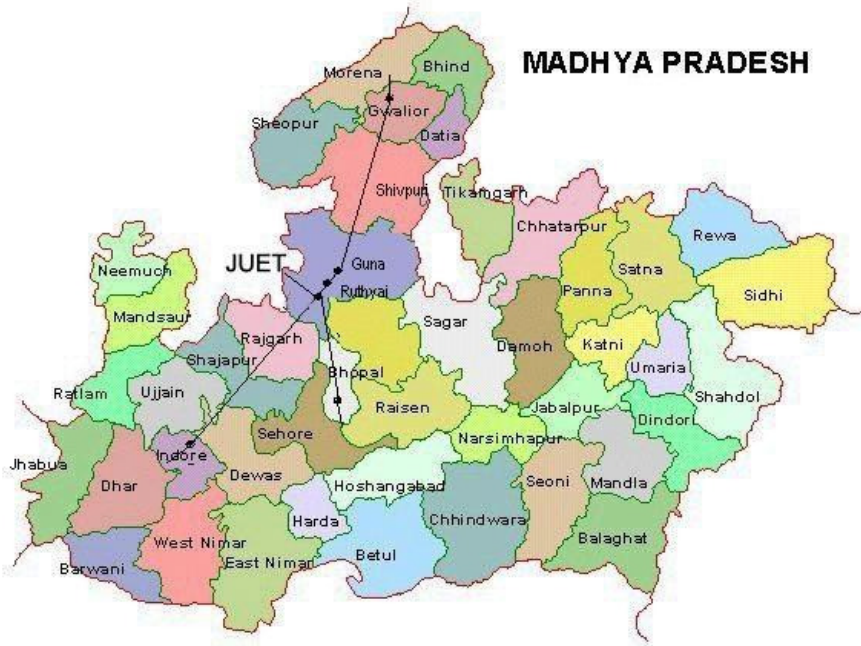 MADHYA PRADESH
Morena
Bhind
Gwalior
Sheopur
Datia
Shivpuri
Tikamgarh
Chhatarpur
Rewa
JUET
Guna
Neemuch
Satna
Panna
Ruthyai
Sidhi
Mandsaur
Sagar
Rajgarh
Damoh
Katni
Shajapur
Bhopal
Umaria
Ratlam
Ujjain
Shahdol
Raisen
Jabalpur
Dindori
Sehore
Narsimhapur
Indore
Jhabua
Dewas
Dhar
Hoshangabad
Seoni
Mandla
Harda
Chhindwara
West Nimar
Balaghat
Betul
East Nimar
Barwani